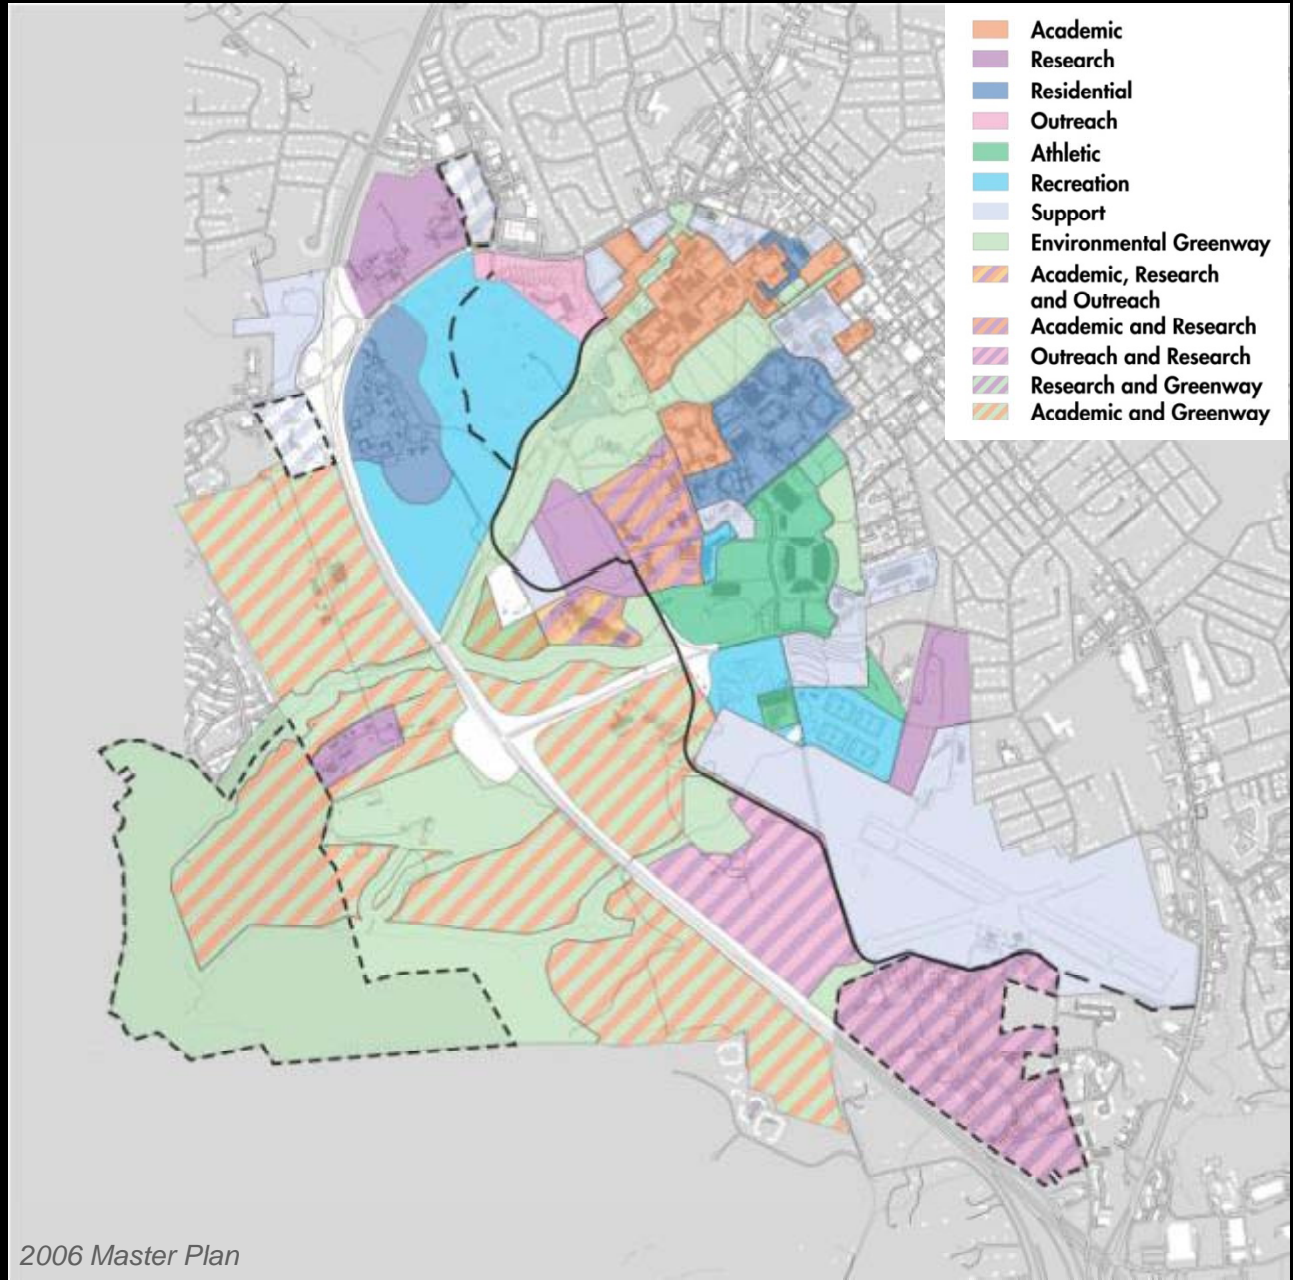 Academic
Research
Residential
Outreach
Athletic
Recreation
Support
Environmental Greenway
Academic, Research
and Outreach
Academic and Research
Outreach and Research
Research and Greenway
Academic and Greenway
2006 Master Plan